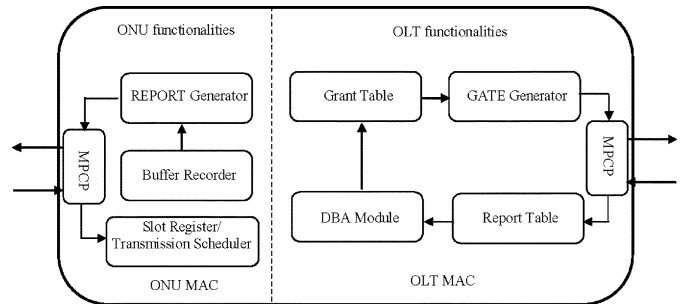 ONU functionalities
OLT functionalities
REPORT Generator
Grant Table
GATE Generator
MPCP
MPCP
Buffer Recorder
DBA Module
Report Table
Slot Register/
Transmission Scheduler
ONU MAC
OLT MAC